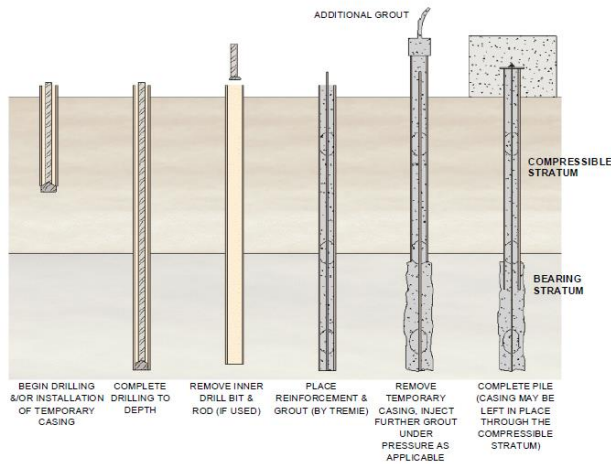 ADDITIONAL GROUT
COMPRESSIBLE
STRATUM
BEARING
STRATUM
BEGIN DRILLING
&/OR INSTALLATION
OF TEMPORARY
CASING
COMPLETE
DRILLING TO
DEPTH
REMOVE INNER
DRILL BIT &
ROD (IF USED)
PLACE
REINFORCEMENT &
GROUT (BY TREMIE)
REMOVE
TEMPORARY
CASING, INJECT
FURTHER GROUT
UNDER
PRESSURE AS
APPLICABLE
COMPLETE PILE
(CASING MAY BE
LEFT IN PLACE
THROUGH THE
COMPRESSIBLE
STRATUM)